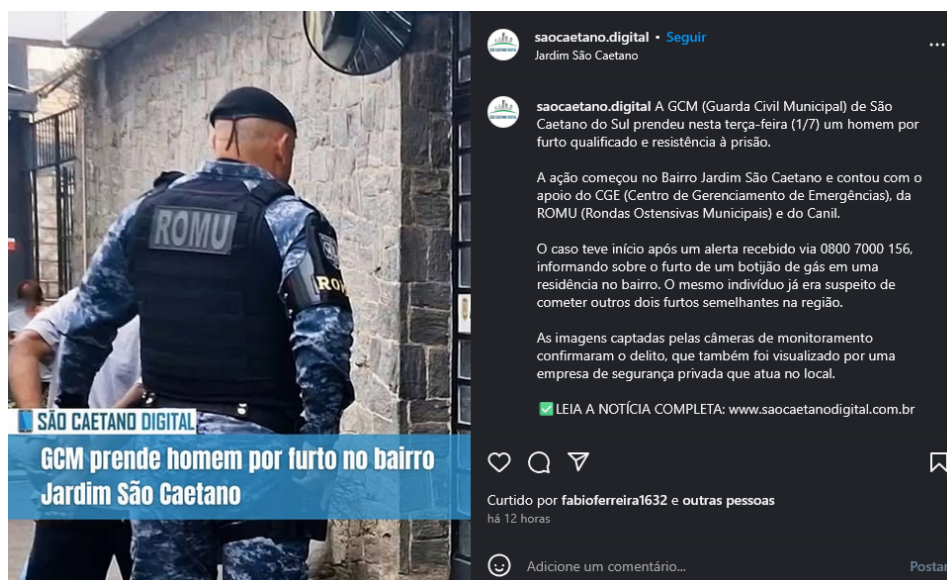 ROMU
ROM
SÃO CAETANO DIGITAL
GCM prende homem por furto no bairro
Jardim São Caetano
saocaetano.digital • Seguir
Jardim São Caetano
saocaetano.digital A GCM (Guarda Civil Municipal) de São
Caetano do Sul prendeu nesta terça-feira (1/7) um homem por
furto qualificado e resistência à prisão.
A ação começou no Bairro Jardim São Caetano e contou com o
apoio do CGE (Centro de Gerenciamento de Emergências), da
ROMU (Rondas Ostensivas Municipais) e do Canil.
O caso teve início após um alerta recebido via 0800 7000 156,
informando sobre o furto de um botijão de gás em uma
residência no bairro. O mesmo indivíduo já era suspeito de
cometer outros dois furtos semelhantes na região.
As imagens captadas pelas câmeras de monitoramento
confirmaram o delito, que também foi visualizado por uma
empresa de segurança privada que atua no local.
✅LEIA A NOTÍCIA COMPLETA: www.saocaetanodigital.com.br
Curtido por fabioferreira1632 e outras pessoas
há 12 horas
Adicione um comentário...
Postar